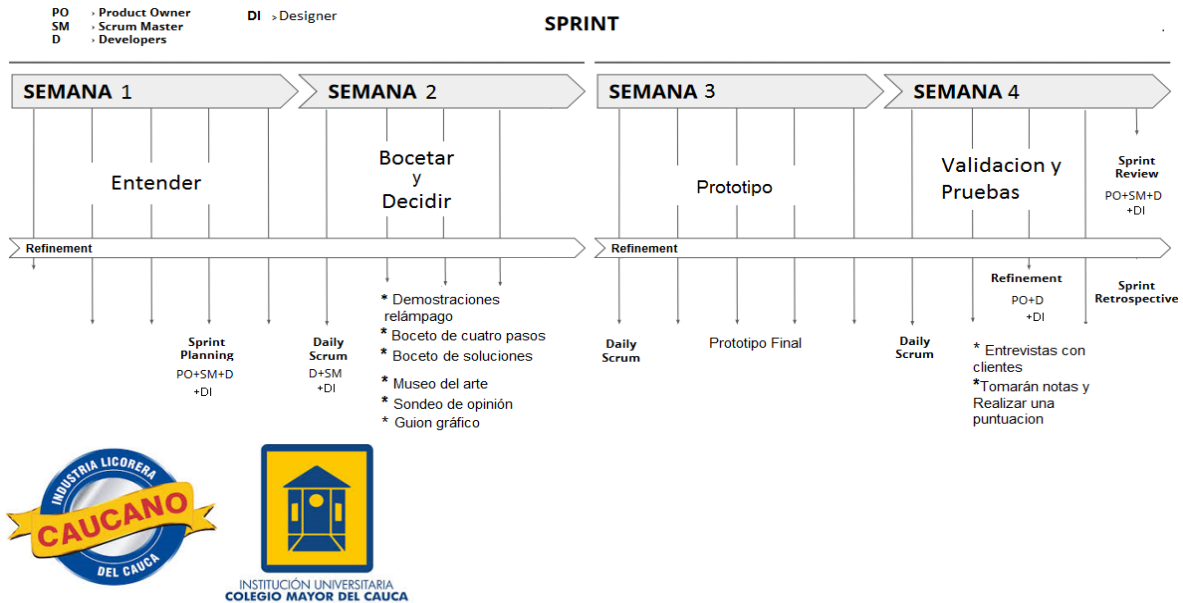 PO › Product Owner
SM › Scrum Master
D › Developers
DI › Designer
SPRINT
SEMANA 1
SEMANA 2
SEMANA 3
SEMANA 4
Entender
Bocetar
y
Decidir
Prototipo
Validacion y
Pruebas
Sprint
Review
PO+SM+D
+DI
Refinement
Refinement
Sprint
Planning
PO+SM+D
+DI
Daily
Scrum
D+SM
+DI
* Demostraciones
relámpago
* Boceto de cuatro pasos
* Boceto de soluciones
* Museo del arte
* Sondeo de opinión
* Guion gráfico
Daily
Scrum
Prototipo Final
Daily
Scrum
Refinement
PO+D
+DI
Sprint
Retrospective
* Entrevistas con
clientes
*Tomarán notas y
Realizar una
puntuacion
INDUSTRIA LICORERA
CAUCANO
DEL CAUCA
INSTITUCIÓN UNIVERSITARIA
COLEGIO MAYOR DEL CAUCA